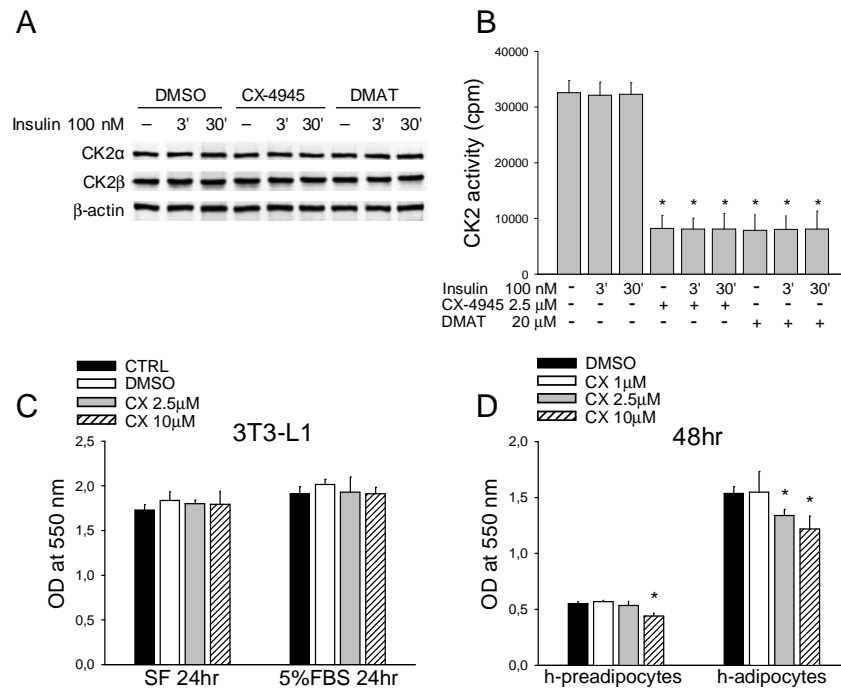 A
DMSO CX-4945 DMAT
Insulin 100 nM – 3' 30' – 3' 30' – 3' 30'
CK2α
CK2β
β-actin
B
CK2 activity (cpm)
50000
40000
30000
20000
10000
0
* * * * * *
Insulin 100 nM - 3' 30' - 3' 30' - 3' 30'
CX-4945 2.5 μM - - - + + + - - -
DMAT 20 μM - - - - - - + + +
C
CTRL
DMSO
CX 2.5μM
CX 10μM
3T3-L1
OD at 550 nm
2,5
2,0
1,5
1,0
0,5
0,0
SF 24hr 5%FBS 24hr
D
DMSO
CX 1μM
CX 2.5μM
CX 10μM
48hr
OD at 550 nm
2,0
1,5
1,0
0,5
0,0
* * *
h-preadipocytes h-adipocytes